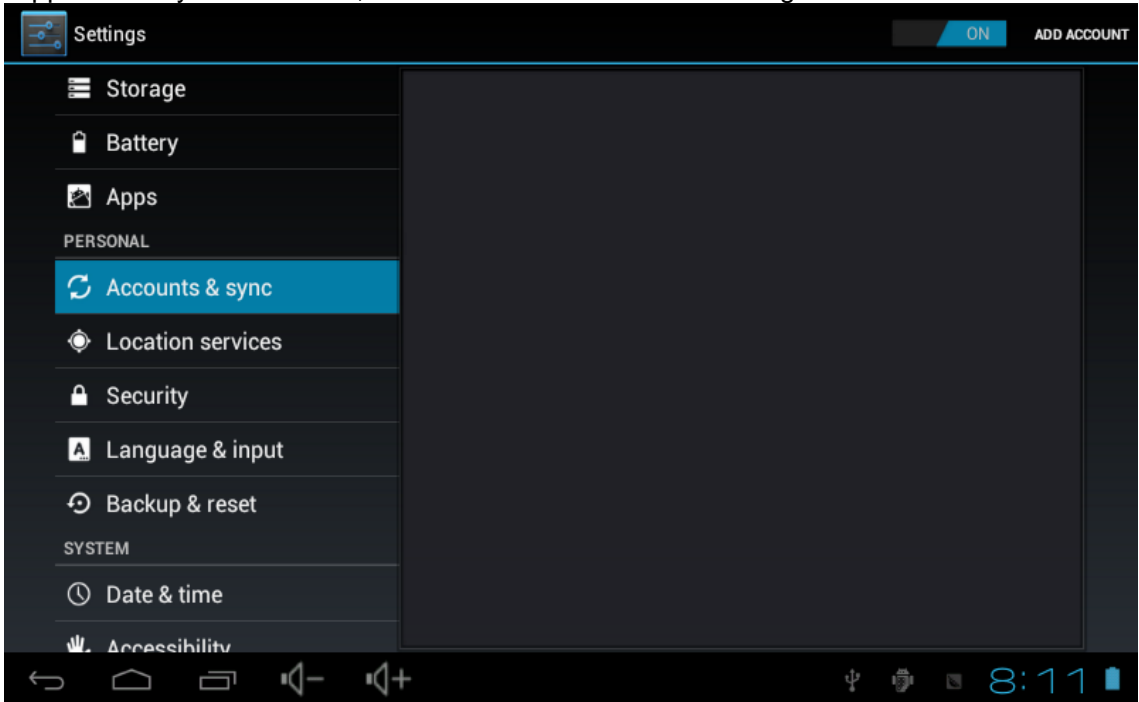 Settings
ON
ADD ACCOUNT
Storage
Battery
Apps
PERSONAL
Accounts & sync
Location services
Security
Language & input
Backup & reset
SYSTEM
Date & time
Accessibility
8:11